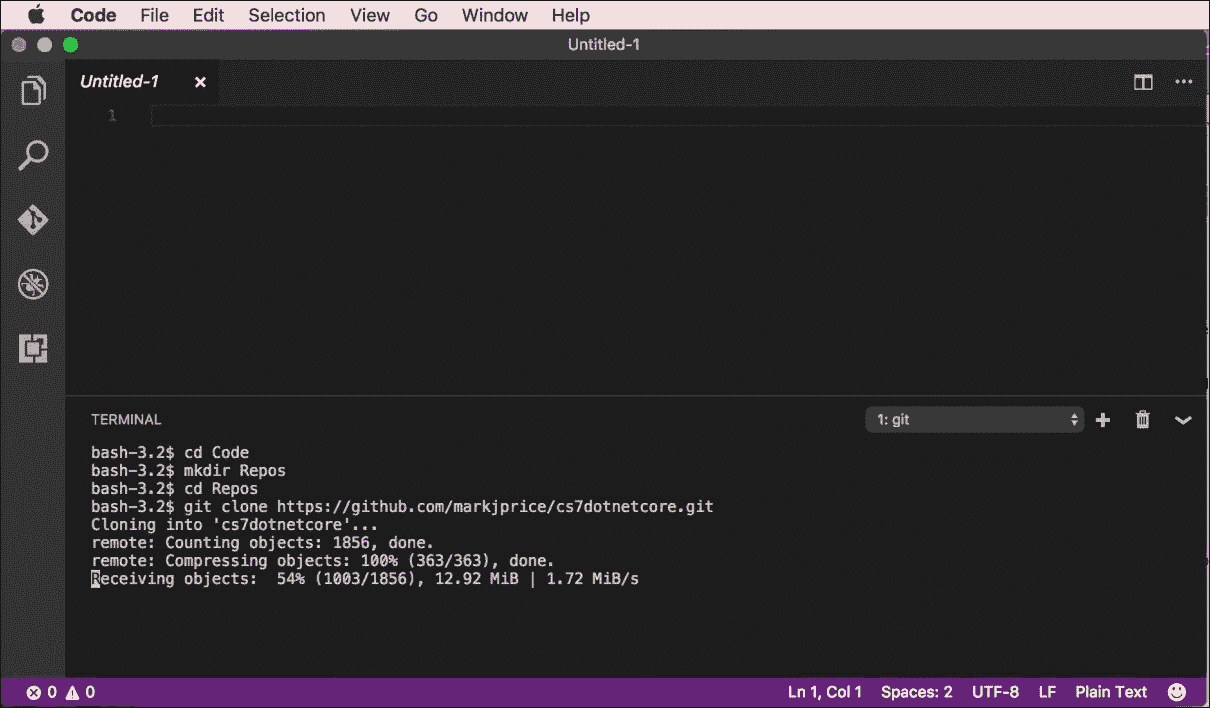 Code File Edit Selection View Go Window Help
Untitled-1
Untitled-1
1
TERMINAL
1: git
bash-3.2$ cd Code
bash-3.2$ mkdir Repos
bash-3.2$ cd Repos
bash-3.2$ git clone https://github.com/markjprice/cs7dotnetcore.git
Cloning into 'cs7dotnetcore'...
remote: Counting objects: 1856, done.
remote: Compressing objects: 100% (363/363), done.
Receiving objects:  54% (1003/1856), 12.92 MiB | 1.72 MiB/s
0 0 Ln 1, Col 1 Spaces: 2 UTF-8 LF Plain Text